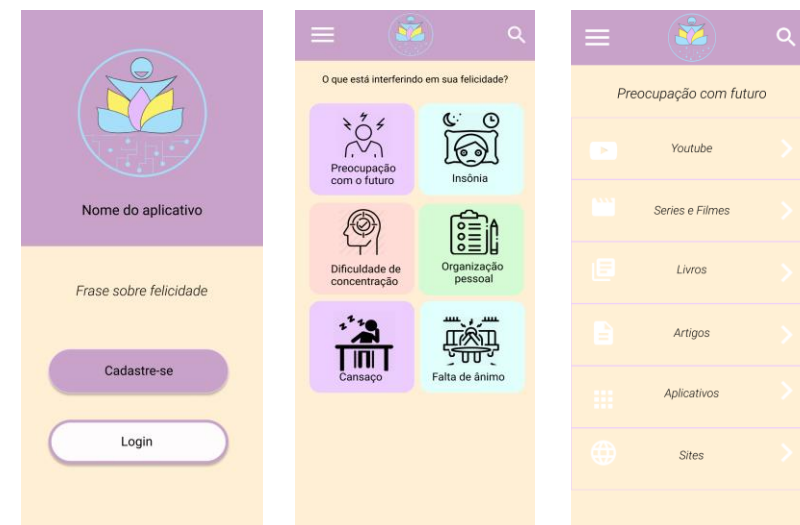 Nome do aplicativo
Frase sobre felicidade
Cadastre-se
Login
O que está interferindo em sua felicidade?
Preocupação
com o futuro
Insônia
Dificuldade de
concentração
Organização
pessoal
Cansaço
Falta de ânimo
Preocupação com futuro
Youtube
Series e Filmes
Livros
Artigos
Aplicativos
Sites